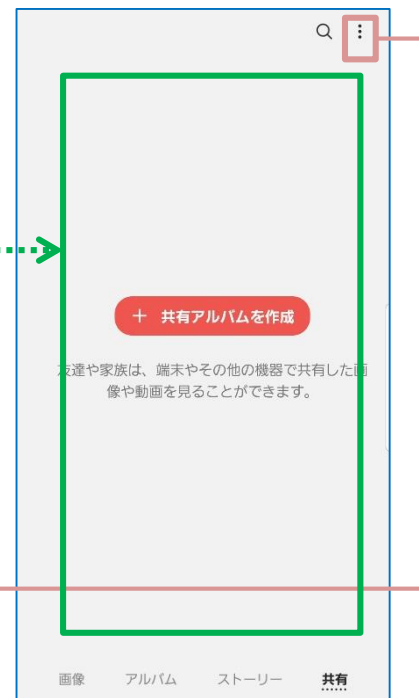 + 共有アルバムを作成
友達や家族は、端末やその他の機器で共有した画
像や動画を見ることができます。
画像 アルバム ストーリー 共有